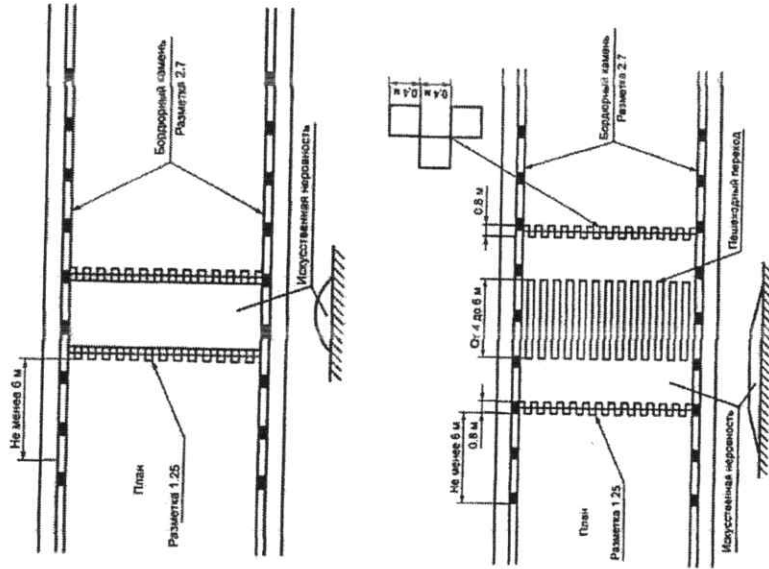 Не менее 6 м
План
Разметка 1.25
Бордюрный камень
Разметка 2.7
Искусственная неровность
0,4 м
0,4 м
Не менее 6 м
0,8 м
План
Разметка 1.25
От 4 до 6 м
0,8 м
Бордюрный камень
Разметка 2.7
Пешеходный переход
Искусственная неровность